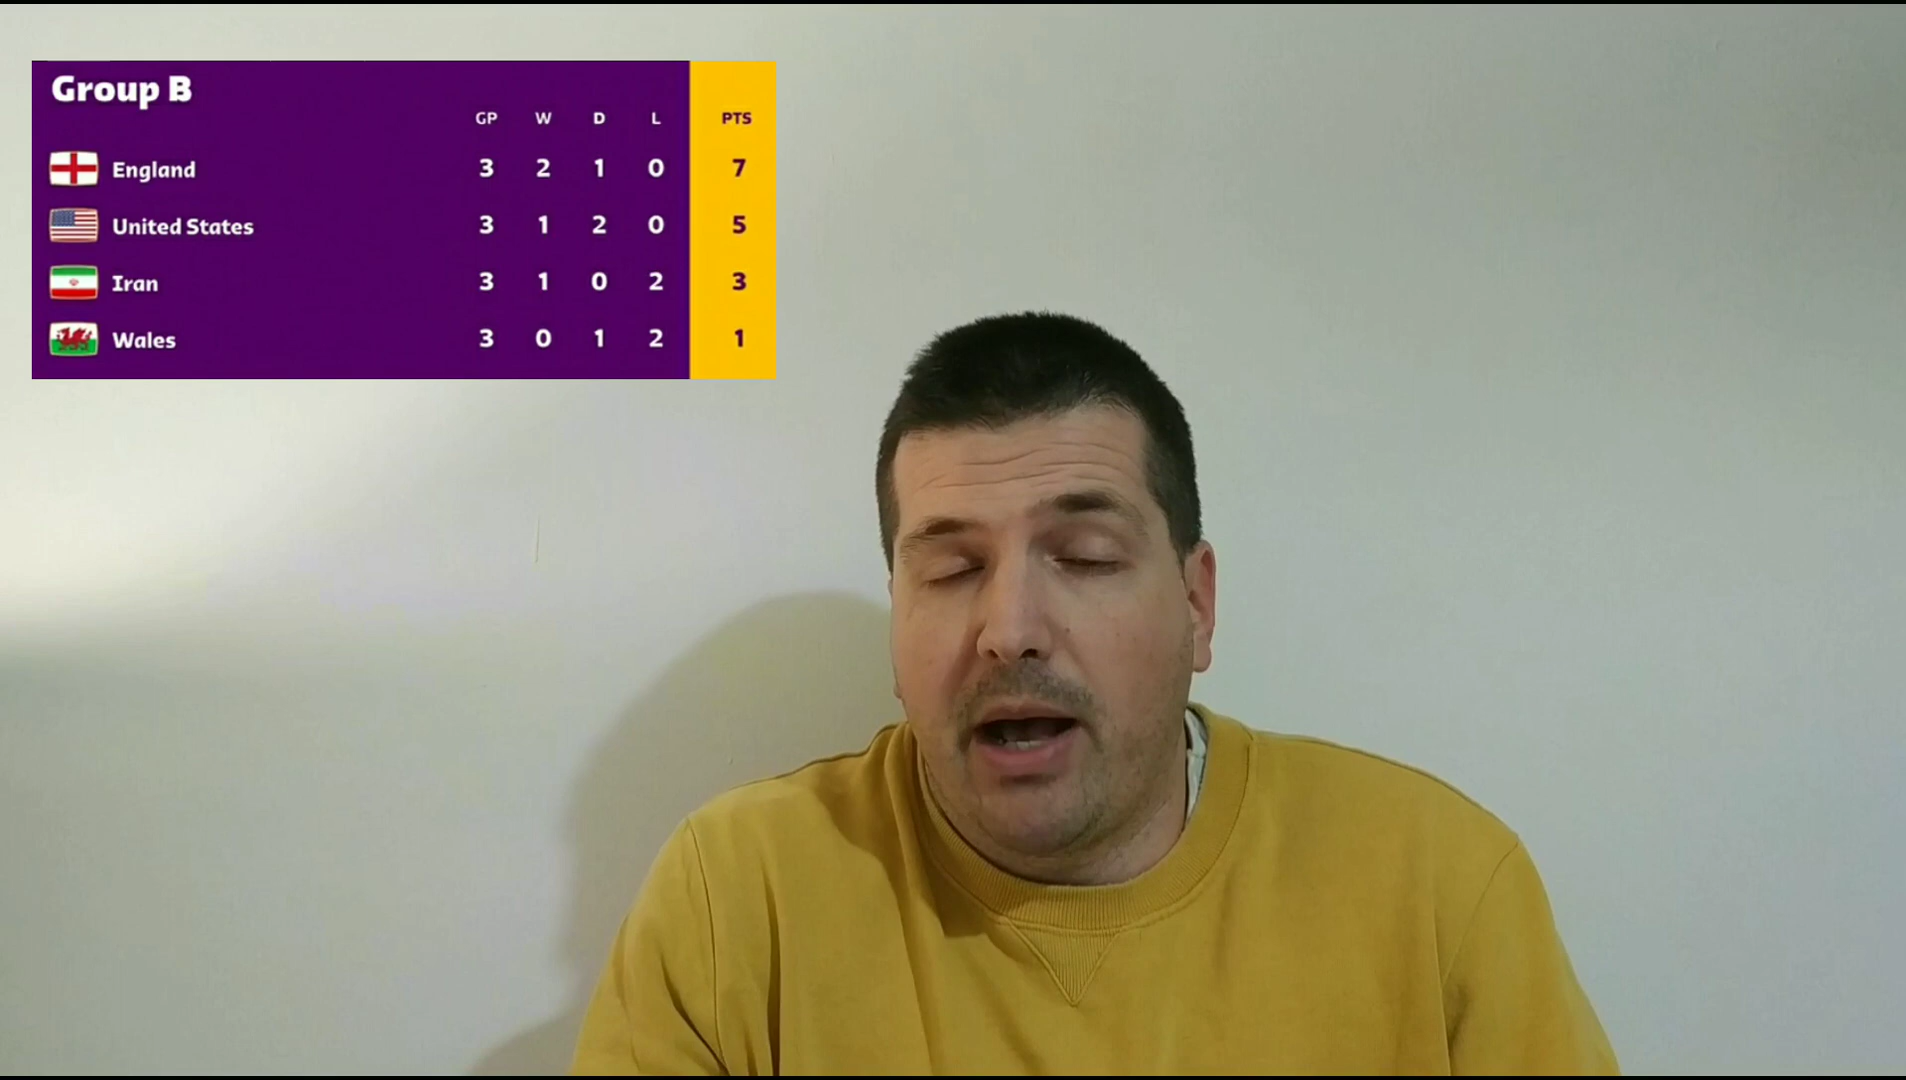 Group B
GP W D L PTS
England 3 2 1 0 7
United States 3 1 2 0 5
Iran 3 1 0 2 3
Wales 3 0 1 2 1